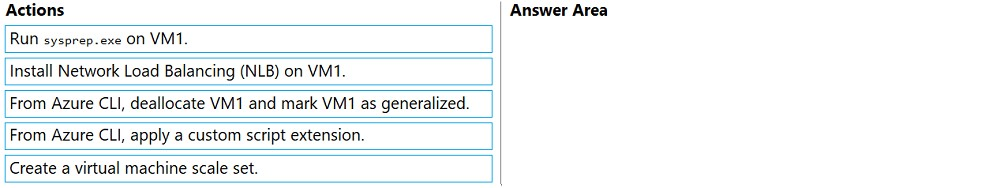 Actions
Answer Area
Run sysprep.exe on VM1.
Install Network Load Balancing (NLB) on VM1.
From Azure CLI, deallocate VM1 and mark VM1 as generalized.
From Azure CLI, apply a custom script extension.
Create a virtual machine scale set.